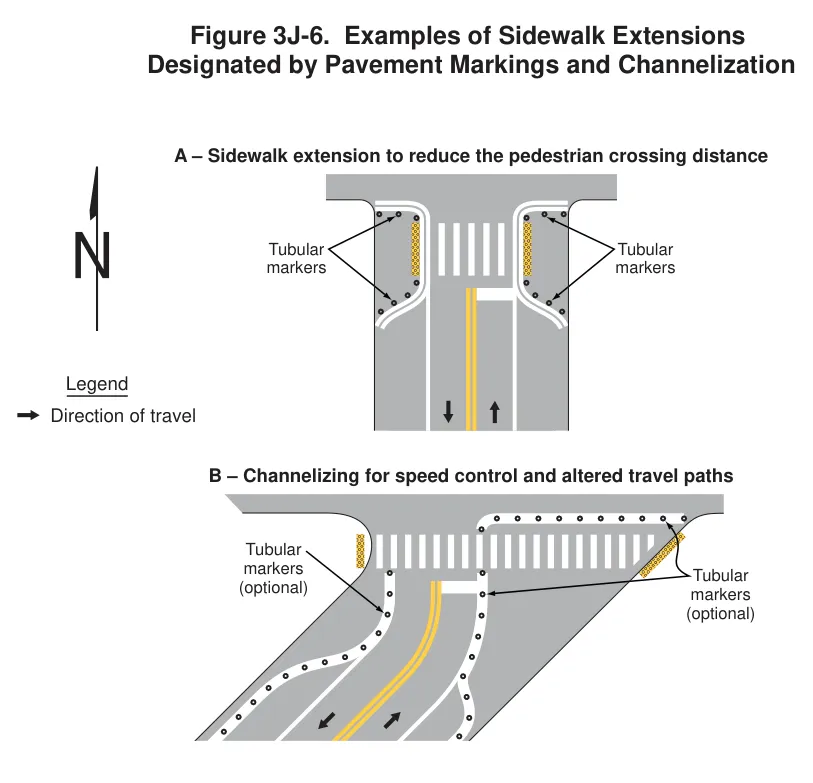 Figure 3J-6.  Examples of Sidewalk Extensions
Designated by Pavement Markings and Channelization
A – Sidewalk extension to reduce the pedestrian crossing distance
N
Tubular
markers
Tubular
markers
Legend
Direction of travel
B – Channelizing for speed control and altered travel paths
Tubular
markers
(optional)
Tubular
markers
(optional)